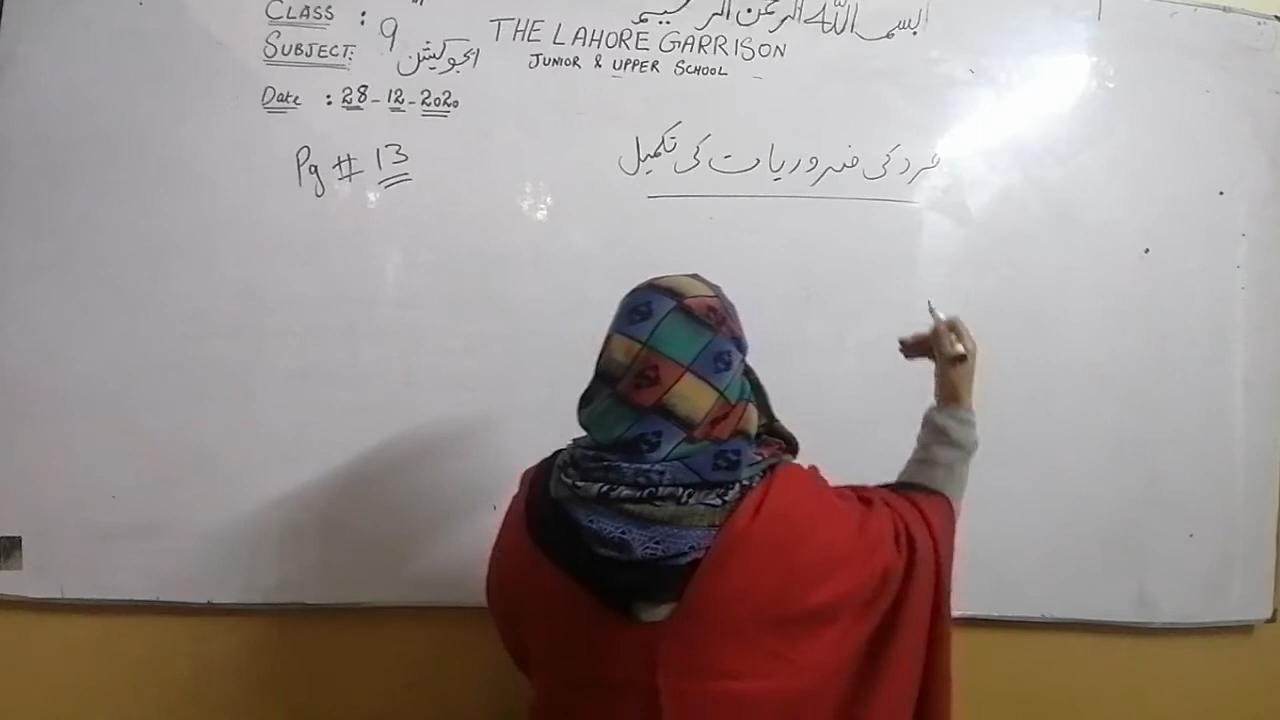 بسم اللہ الرحمن الرحیم
CLASS : 9
SUBJECT: ایجوکیشن
THE LAHORE GARRISON
JUNIOR & UPPER SCHOOL
Date : 28-12-2020
Pg # 13
فرد کی ضروریات کی تکمیل